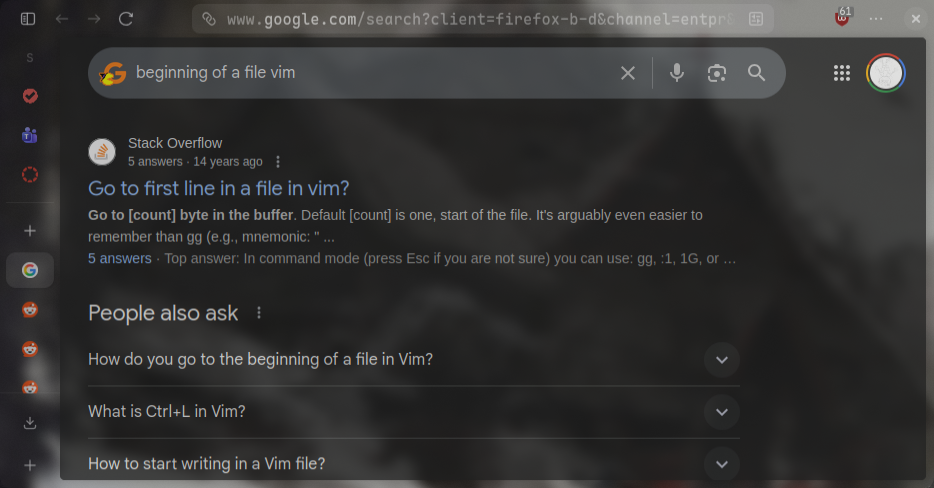 www.google.com/search?client=firefox-b-d&channel=entpr
61
S
beginning of a file vim
Stack Overflow
5 answers · 14 years ago
Go to first line in a file in vim?
Go to [count] byte in the buffer. Default [count] is one, start of the file. It's arguably even easier to
remember than gg (e.g., mnemonic: " ...
5 answers · Top answer: In command mode (press Esc if you are not sure) you can use: gg, :1, 1G, or …
People also ask
How do you go to the beginning of a file in Vim?
What is Ctrl+L in Vim?
How to start writing in a Vim file?